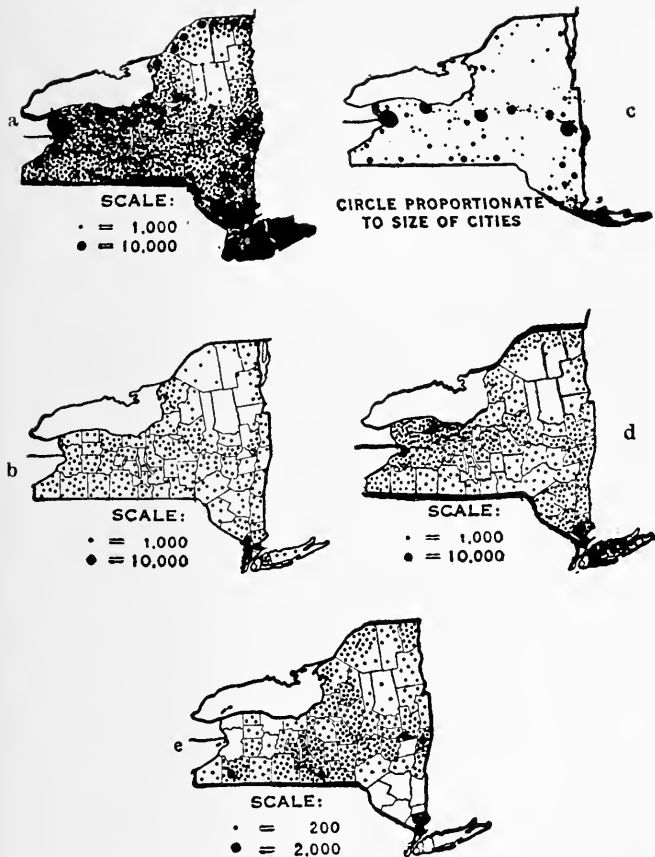 a
SCALE:
• = 1,000
● = 10,000
c
CIRCLE PROPORTIONATE
TO SIZE OF CITIES
b
SCALE:
• = 1,000
● = 10,000
d
SCALE:
• = 1,000
● = 10,000
e
SCALE:
• = 200
● = 2,000